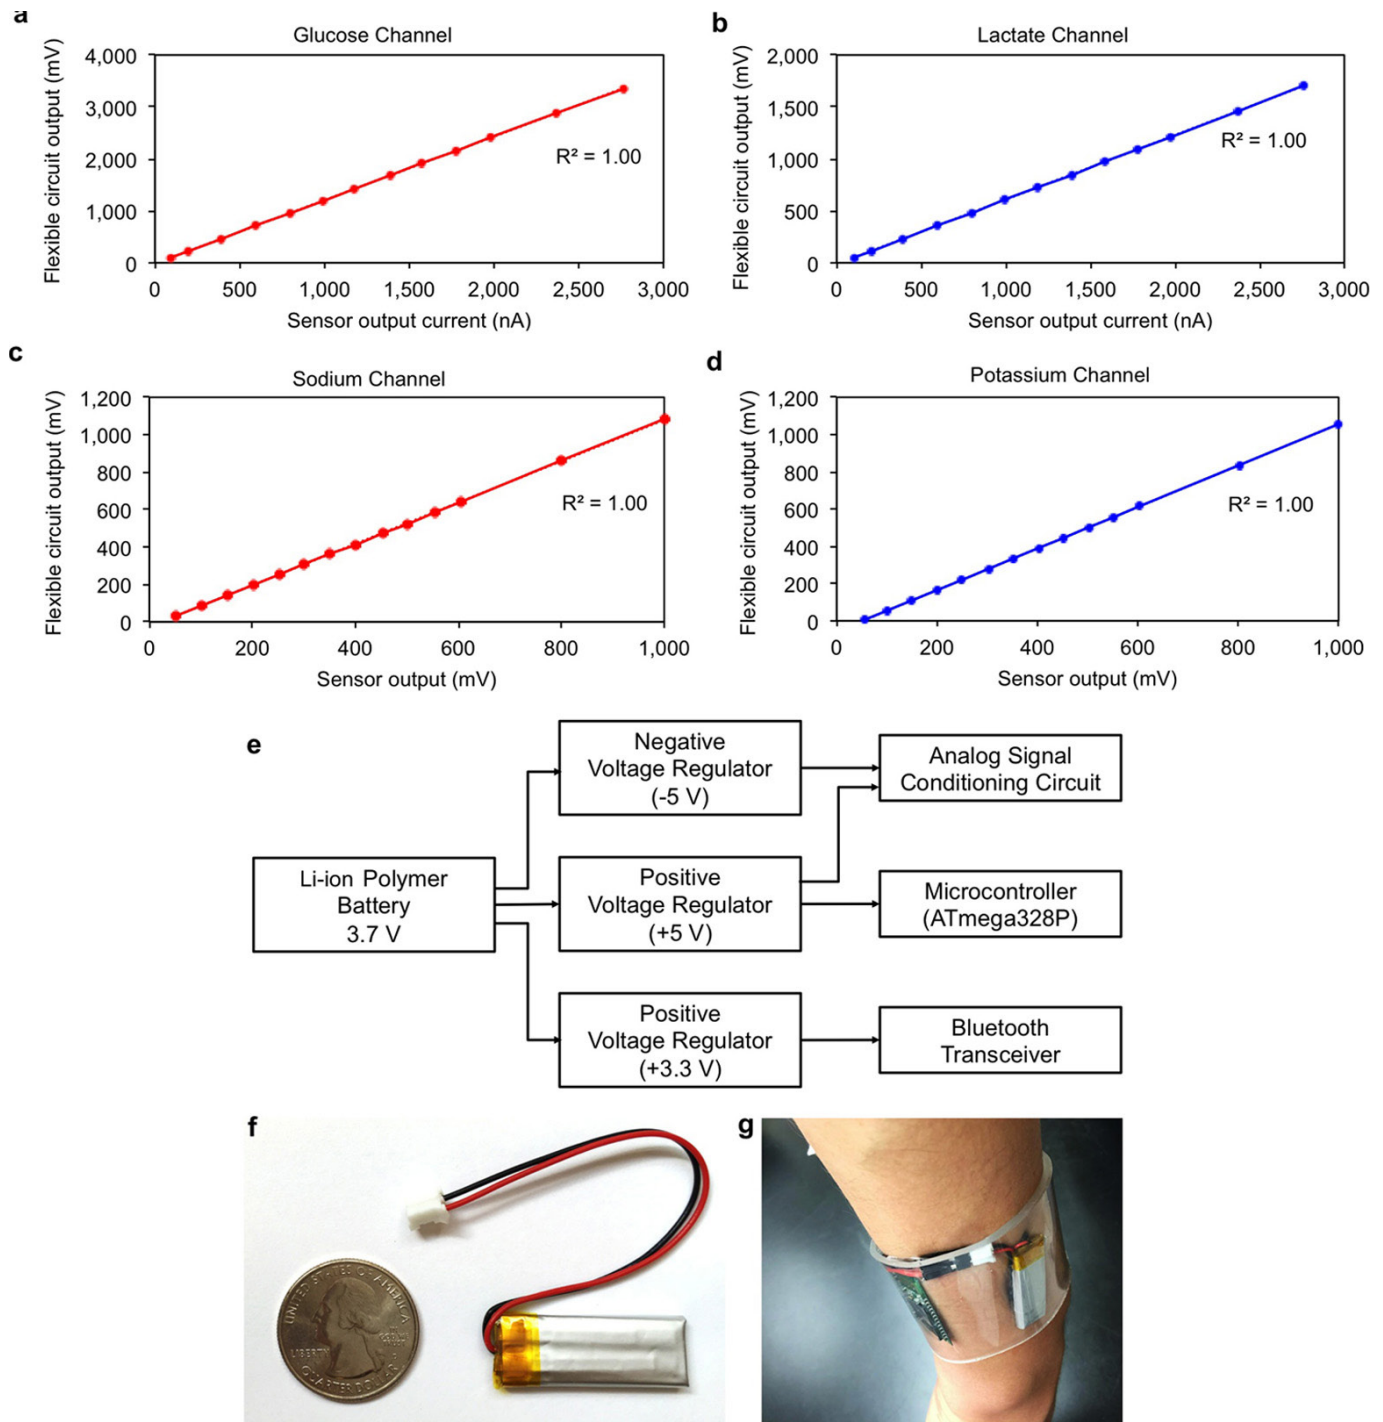 a
Glucose Channel
Flexible circuit output (mV)
4,000
3,000
2,000
1,000
0
R² = 1.00
0 500 1,000 1,500 2,000 2,500 3,000
Sensor output current (nA)
b
Lactate Channel
Flexible circuit output (mV)
2,000
1,500
1,000
500
0
R² = 1.00
0 500 1,000 1,500 2,000 2,500 3,000
Sensor output current (nA)
c
Sodium Channel
Flexible circuit output (mV)
1,200
1,000
800
600
400
200
0
R² = 1.00
0 200 400 600 800 1,000
Sensor output (mV)
d
Potassium Channel
Flexible circuit output (mV)
1,200
1,000
800
600
400
200
0
R² = 1.00
0 200 400 600 800 1,000
Sensor output (mV)
e
Li-ion Polymer
Battery
3.7 V
Negative
Voltage Regulator
(-5 V)
Positive
Voltage Regulator
(+5 V)
Positive
Voltage Regulator
(+3.3 V)
Analog Signal
Conditioning Circuit
Microcontroller
(ATmega328P)
Bluetooth
Transceiver
f
UNITED STATES OF AMERICA
LIBERTY
QUARTER DOLLAR
g